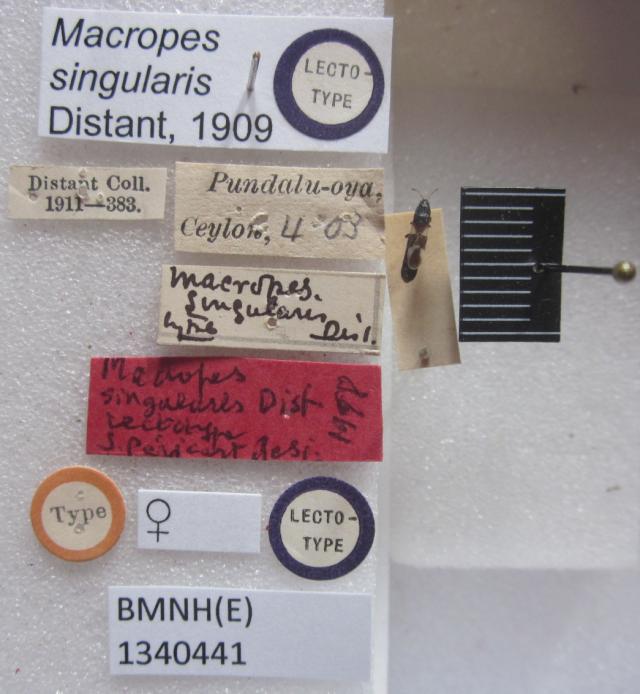 Macropes
singularis
Distant, 1909
LECTO-
TYPE
Distant Coll.
1911—383.
Pundalu-oya,
Ceylon, 4 03
Macropes.
singularis
type Dist.
Macropes
singularis Dist
Lectotype
desi.
Type
♀
LECTO-
TYPE
BMNH(E)
1340441